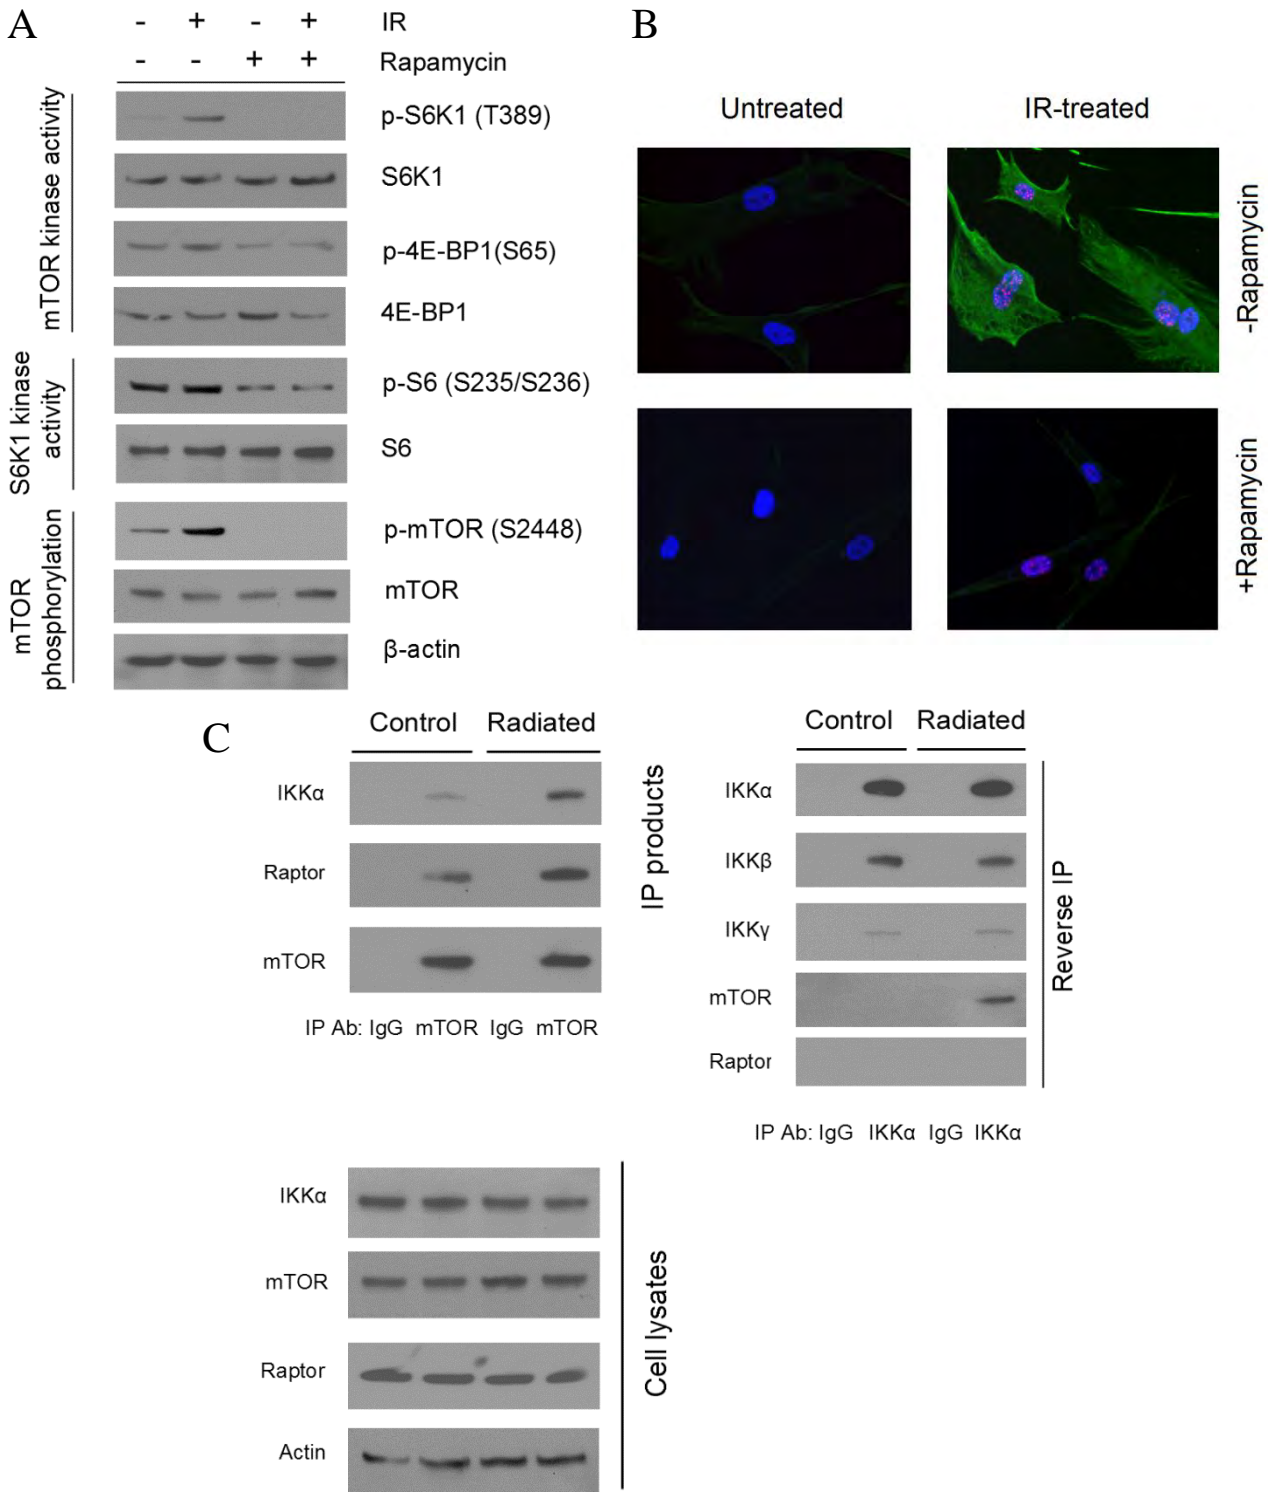 A
- + - + IR
- - + + Rapamycin
mTOR kinase activity
p-S6K1 (T389)
S6K1
p-4E-BP1(S65)
4E-BP1
S6K1 kinase
activity
p-S6 (S235/S236)
S6
mTOR
phosphorylation
p-mTOR (S2448)
mTOR
β-actin
B
Untreated IR-treated
-Rapamycin
+Rapamycin
C
Control Radiated
IKKα
Raptor
mTOR
IP Ab: IgG mTOR IgG mTOR
IP products
Control Radiated
IKKα
IKKβ
IKKγ
mTOR
Raptor
IP Ab: IgG IKKα IgG IKKα
Reverse IP
IKKα
mTOR
Raptor
Actin
Cell lysates